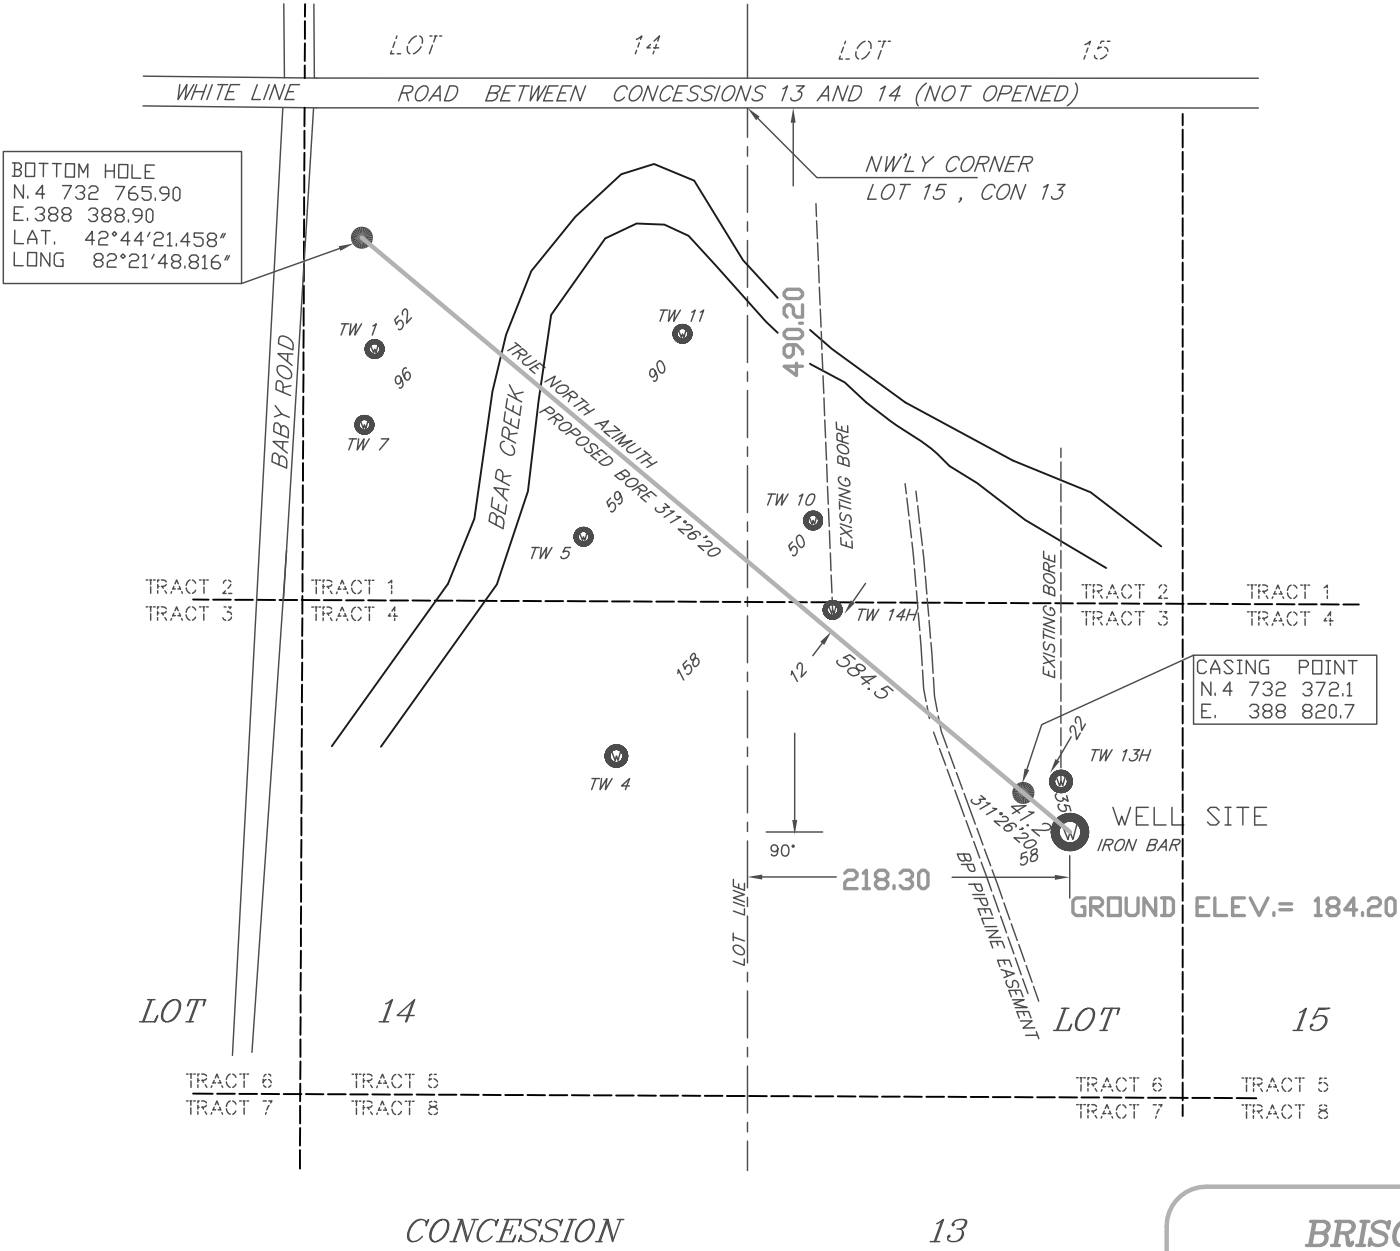 LOT 14 LOT 15
WHITE LINE ROAD BETWEEN CONCESSIONS 13 AND 14 (NOT OPENED)
BOTTOM HOLE
N.4 732 765.90
E.388 388.90
LAT. 42°44'21.458"
LONG 82°21'48.816"
NW'LY CORNER
LOT 15 , CON 13
490.20
TW 1
52
96
TW 7
BABY ROAD
BEAR CREEK
TW 11
90
TRUE NORTH AZIMUTH
PROPOSED BORE 311°26'20
59
TW 5
TW 10
50
EXISTING BORE
EXISTING BORE
TRACT 2 TRACT 1 TRACT 2 TRACT 1
TRACT 3 TRACT 4 TRACT 3 TRACT 4
TW 14H
12
584.5
158
TW 4
CASING POINT
N.4 732 372.1
E. 388 820.7
22
TW 13H
35
41.2
311°26'20
58
WELL SITE
IRON BAR
90°
218.30
GROUND ELEV.= 184.20
LOT LINE
BP PIPELINE EASEMENT
LOT 14 LOT 15
TRACT 6 TRACT 5 TRACT 6 TRACT 5
TRACT 7 TRACT 8 TRACT 7 TRACT 8
CONCESSION 13